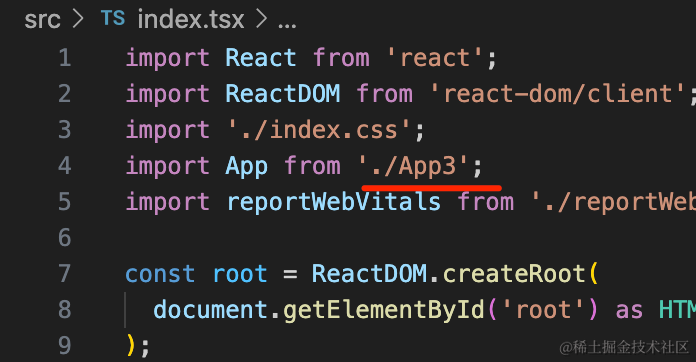 src > TS index.tsx > ...
1 import React from 'react';
2 import ReactDOM from 'react-dom/client';
3 import './index.css';
4 import App from './App3';
5 import reportWebVitals from './reportWeb
6
7 const root = ReactDOM.createRoot(
8 document.getElementById('root') as HTM
9 );
@稀土掘金技术社区